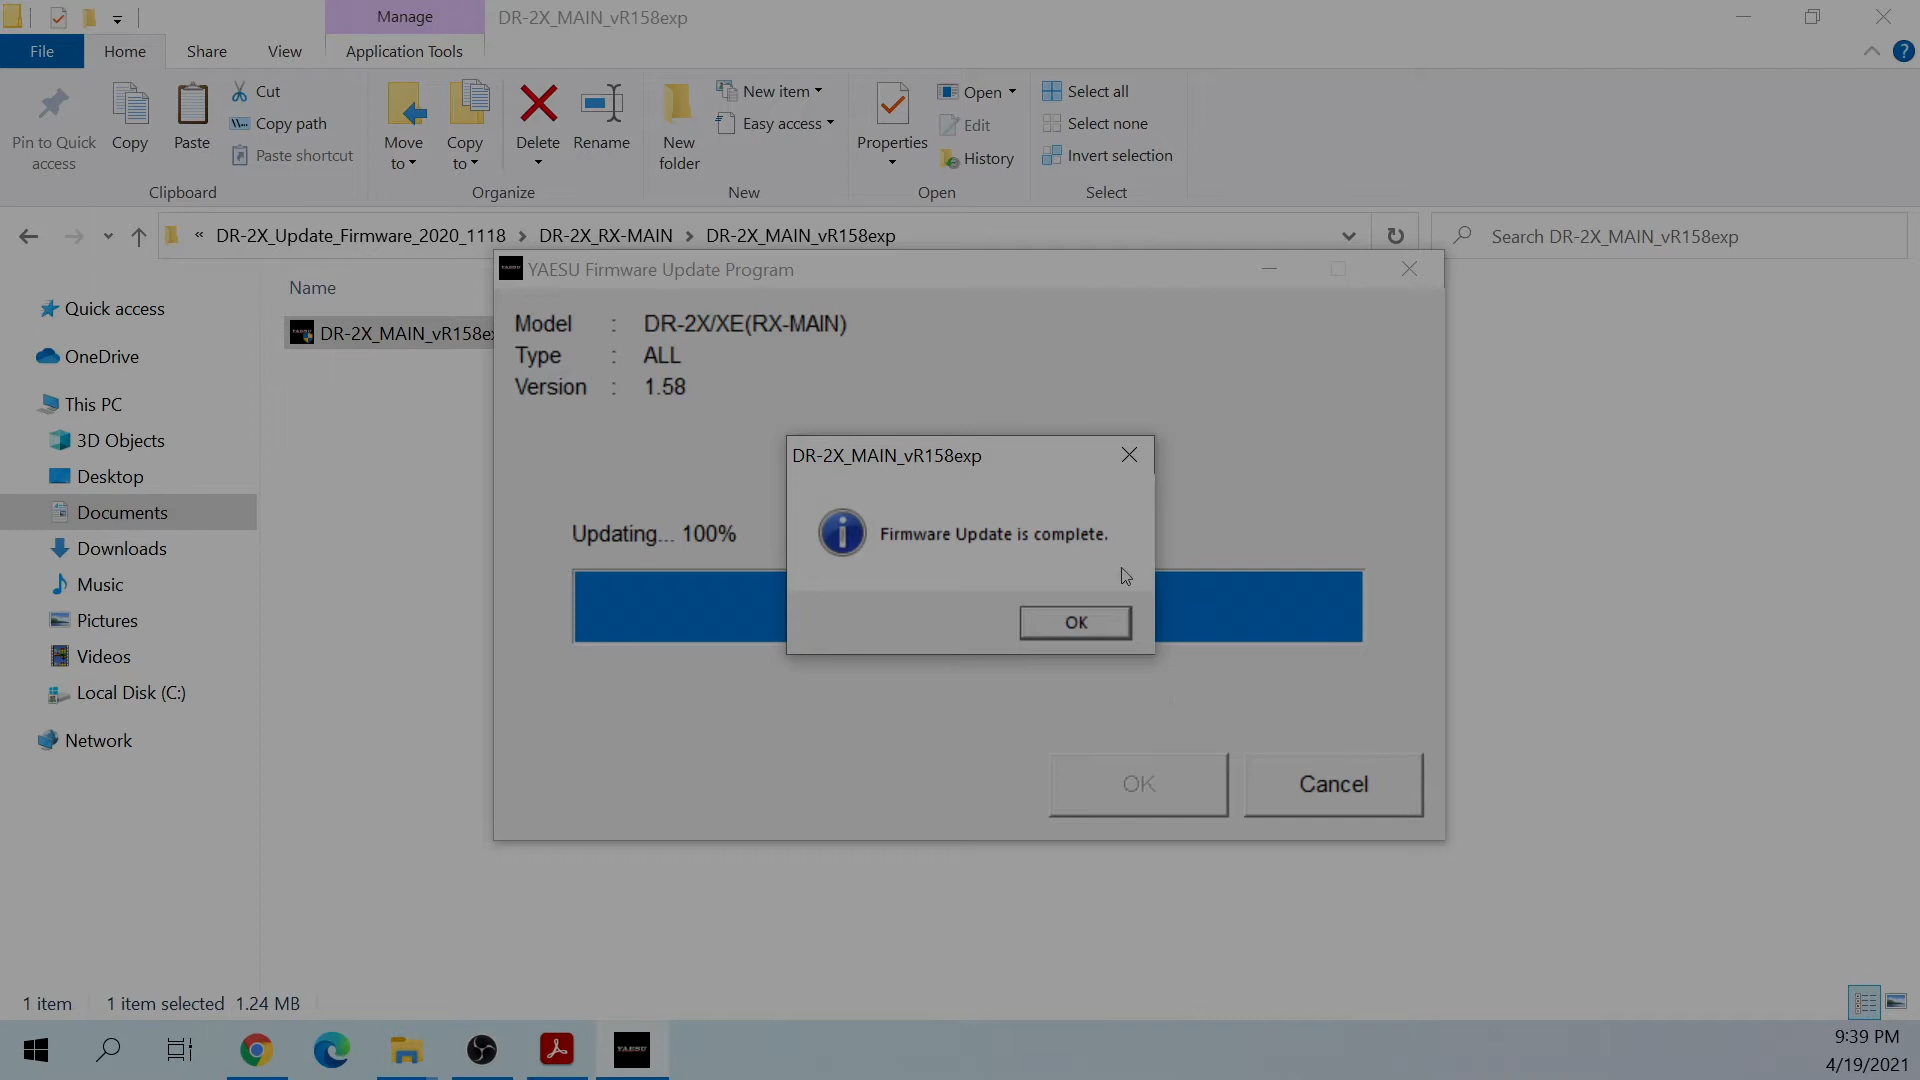 Manage
DR-2X_MAIN_vR158exp
File
Home
Share
View
Application Tools
Pin to Quick access
Copy
Paste
Cut
Copy path
Paste shortcut
Clipboard
Move to
Copy to
Delete
Rename
Organize
New folder
New item
Easy access
New
Properties
Open
Edit
History
Open
Select all
Select none
Invert selection
Select
« DR-2X_Update_Firmware_2020_1118 > DR-2X_RX-MAIN > DR-2X_MAIN_vR158exp
Search DR-2X_MAIN_vR158exp
Quick access
OneDrive
This PC
3D Objects
Desktop
Documents
Downloads
Music
Pictures
Videos
Local Disk (C:)
Network
Name
DR-2X_MAIN_vR158e
YAESU Firmware Update Program
Model : DR-2X/XE(RX-MAIN)
Type : ALL
Version : 1.58
Updating... 100%
DR-2X_MAIN_vR158exp
Firmware Update is complete.
OK
OK
Cancel
1 item
1 item selected 1.24 MB
YAESU
9:39 PM
4/19/2021